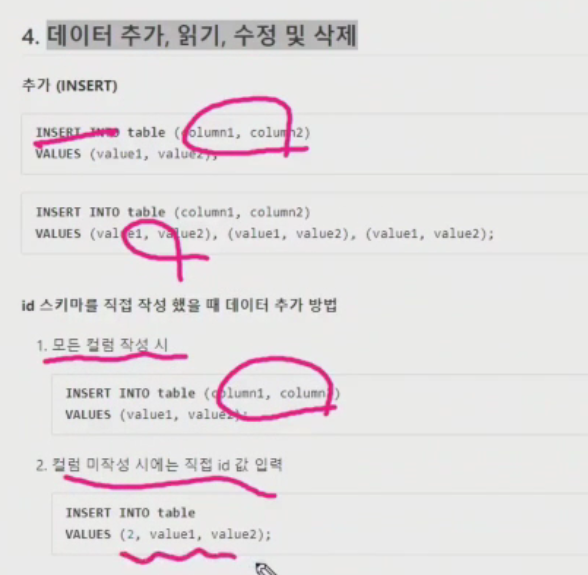 4. 데이터 추가, 읽기, 수정 및 삭제
추가 (INSERT)
INSERT INTO table (column1, column2)
VALUES (value1, value2);
INSERT INTO table (column1, column2)
VALUES (value1, value2), (value1, value2), (value1, value2);
id 스키마를 직접 작성 했을 때 데이터 추가 방법
1. 모든 컬럼 작성 시
INSERT INTO table (column1, column2)
VALUES (value1, value2);
2. 컬럼 미작성 시에는 직접 id 값 입력
INSERT INTO table
VALUES (2, value1, value2);